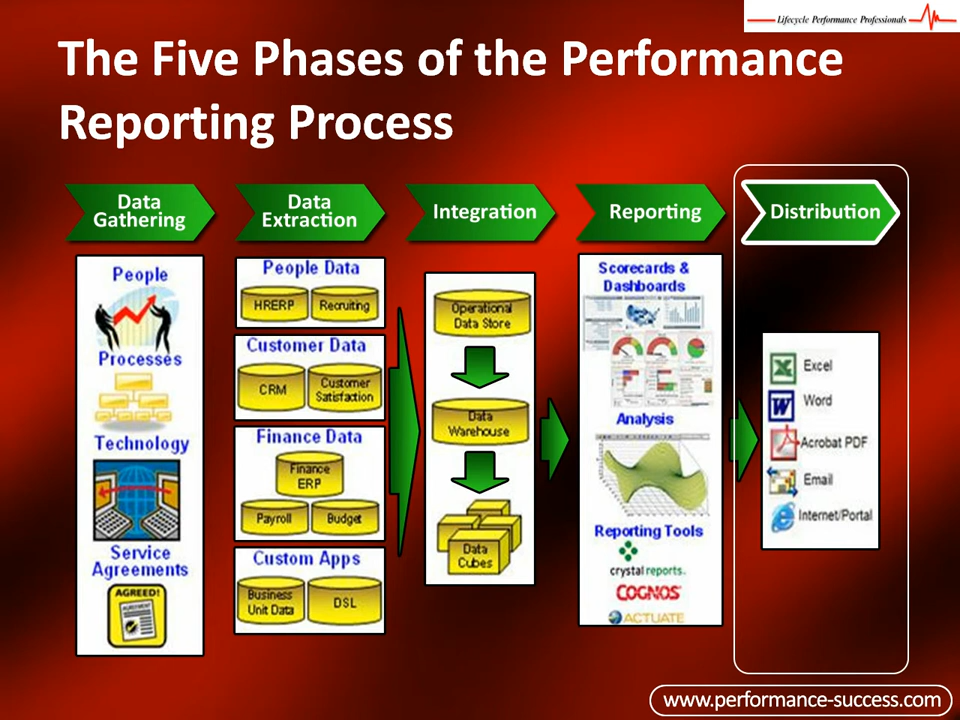 Lifecycle Performance Professionals
The Five Phases of the Performance
Reporting Process
Data
Gathering
People
Processes
Technology
Service
Agreements
AGREED!
AGREEMENT
Data
Extraction
People Data
HRERP
Recruiting
Customer Data
CRM
Customer
Satisfaction
Finance Data
Finance
ERP
Payroll
Budget
Custom Apps
Business
Unit Data
DSL
Integration
Operational
Data Store
Data
Warehouse
Data
Cubes
Reporting
Scorecards &
Dashboards
Analysis
Reporting Tools
crystal reports.
COGNOS
ACTUATE
Distribution
Excel
Word
Acrobat PDF
Email
Internet/Portal
www.performance-success.com